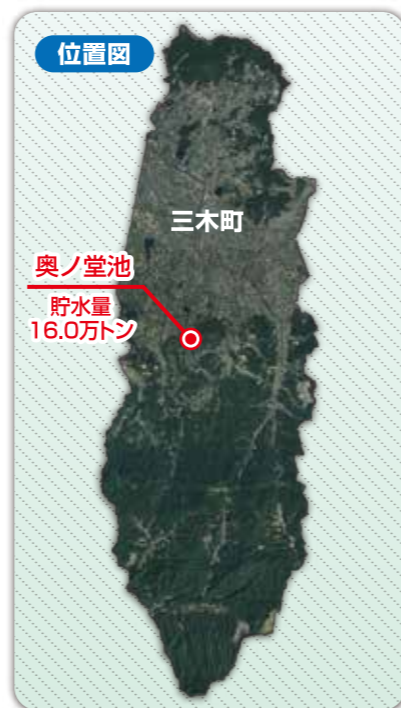 位置図
三木町
奥ノ堂池
貯水量
16.0万トン